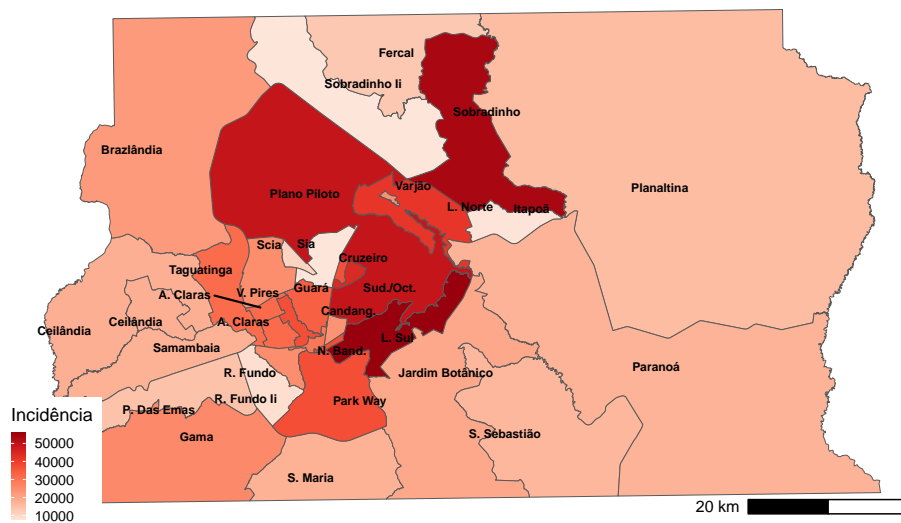 Fercal
Sobradinho Ii
Sobradinho
Brazlândia
Plano Piloto
Varjão
Planaltina
L. Norte
Itapoã
Scia
Sia
Cruzeiro
Taguatinga
A. Claras
V. Pires
Guará
Sud./Oct.
Ceilândia
Ceilândia
A. Claras
Candang.
L. Sul
Samambaia
N. Band.
R. Fundo
Jardim Botânico
Paranoá
R. Fundo Ii
Park Way
P. Das Emas
Gama
S. Sebastião
S. Maria
Incidência
50000
40000
30000
20000
10000
20 km